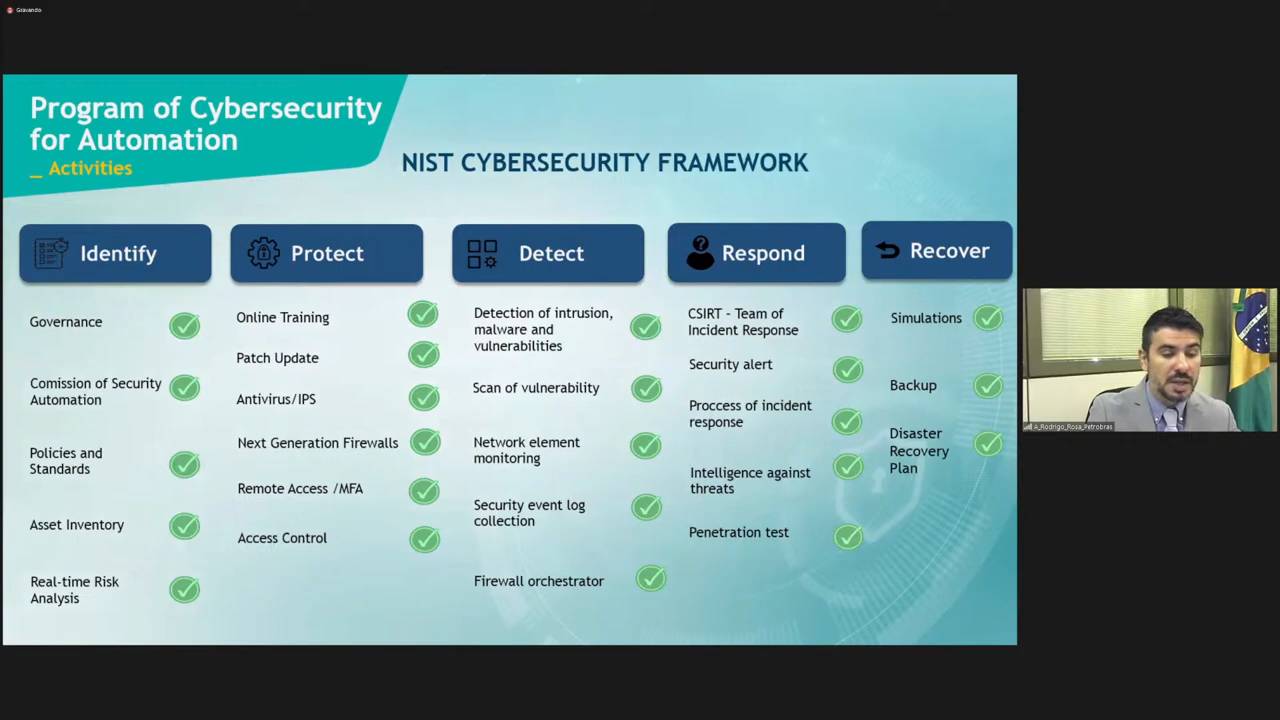 Gravando
Program of Cybersecurity
for Automation
_ Activities
NIST CYBERSECURITY FRAMEWORK
Identify
Governance
Comission of Security
Automation
Policies and
Standards
Asset Inventory
Real-time Risk
Analysis
Protect
Online Training
Patch Update
Antivirus/IPS
Next Generation Firewalls
Remote Access /MFA
Access Control
Detect
Detection of intrusion,
malware and
vulnerabilities
Scan of vulnerability
Network element
monitoring
Security event log
collection
Firewall orchestrator
Respond
CSIRT - Team of
Incident Response
Security alert
Proccess of incident
response
Intelligence against
threats
Penetration test
Recover
Simulations
Backup
Disaster
Recovery
Plan
A_Rodrigo_Rosa_Petrobras